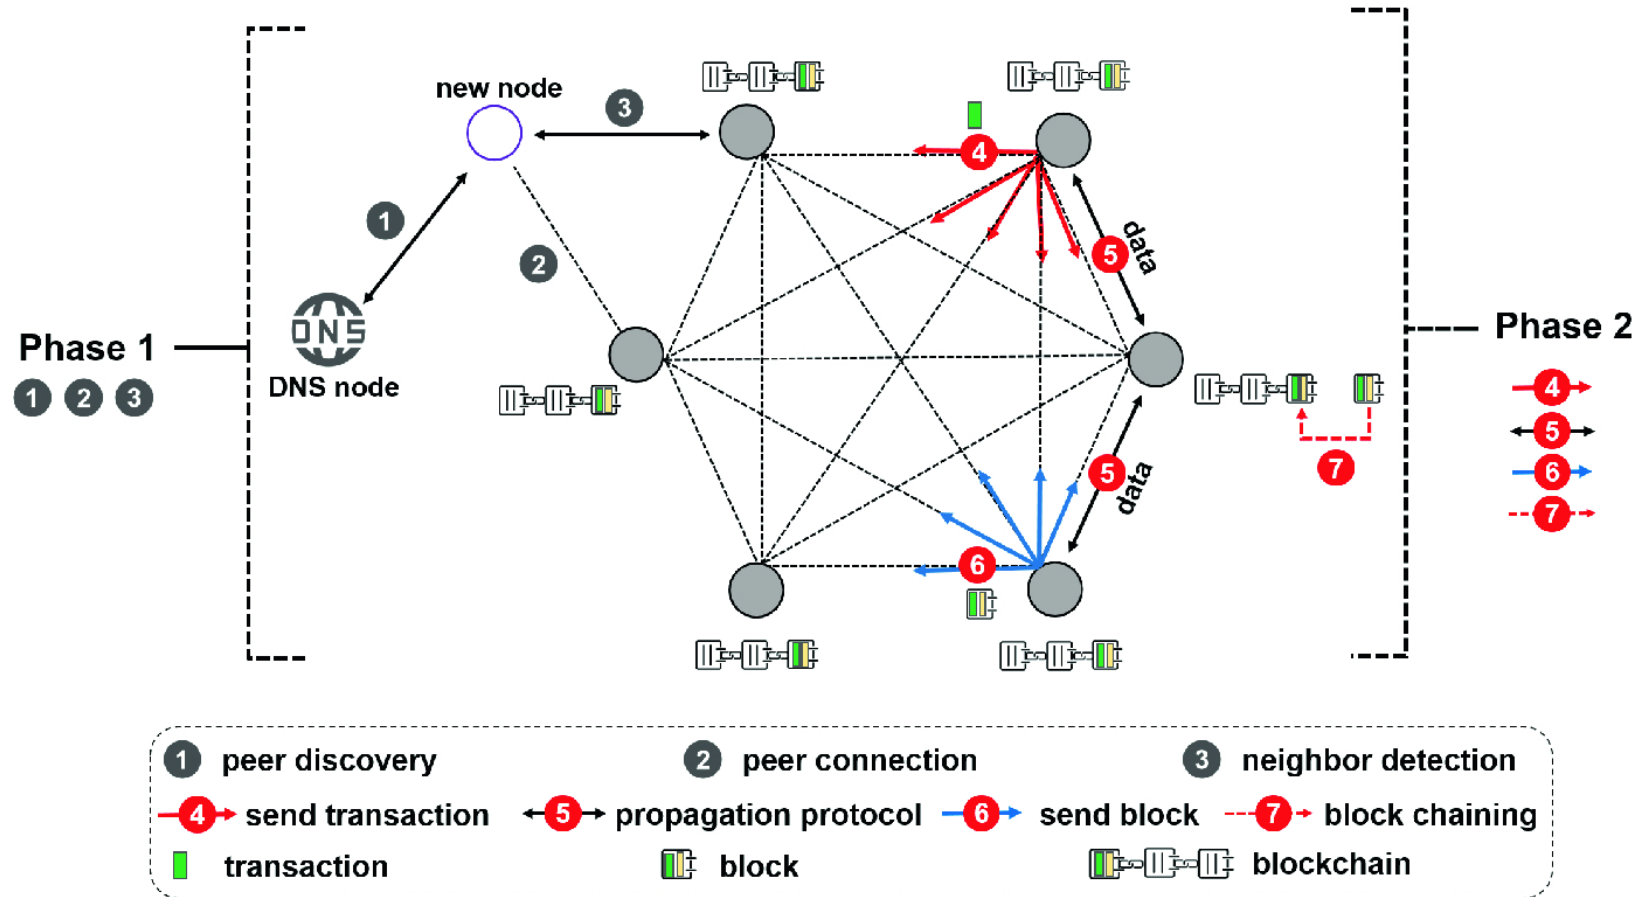 new node
3
4
1
data
5
2
DNS
Phase 1
DNS node
1 2 3
Phase 2
4
5
6
7
7
5
data
6
1 peer discovery 2 peer connection 3 neighbor detection
4 send transaction 5 propagation protocol 6 send block 7 block chaining
transaction block blockchain